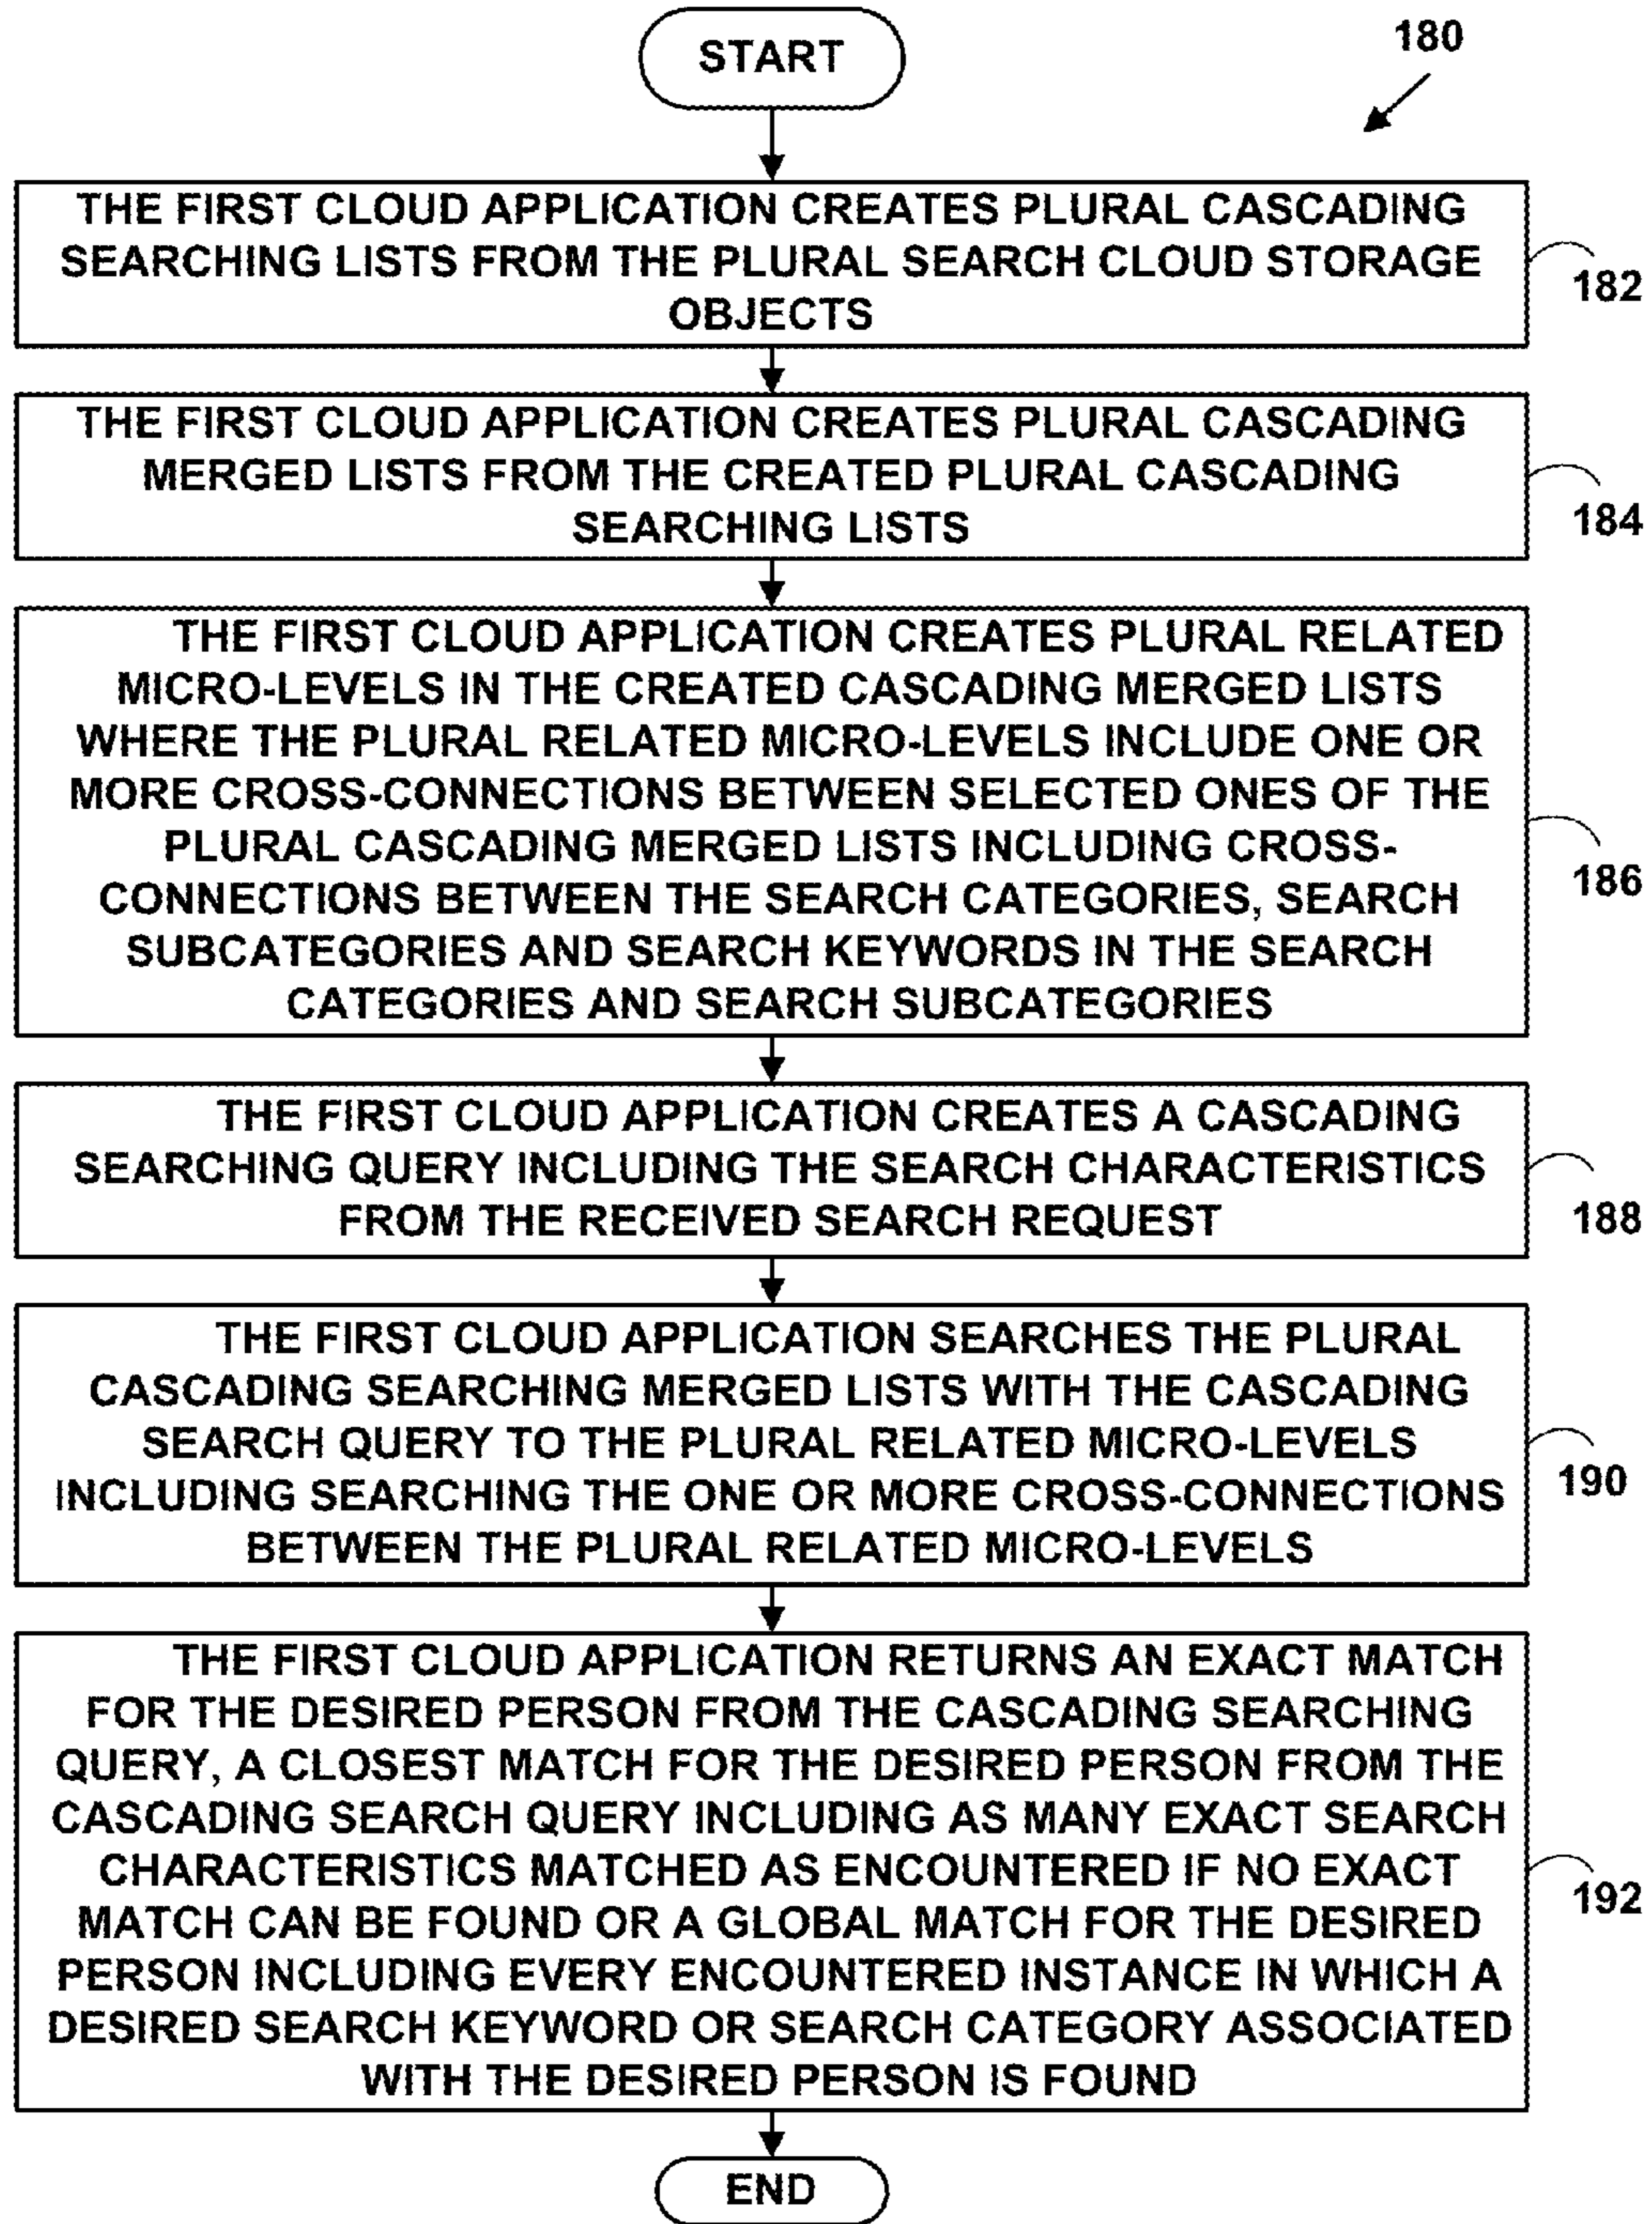 START
180
THE FIRST CLOUD APPLICATION CREATES PLURAL CASCADING
SEARCHING LISTS FROM THE PLURAL SEARCH CLOUD STORAGE
OBJECTS
182
THE FIRST CLOUD APPLICATION CREATES PLURAL CASCADING
MERGED LISTS FROM THE CREATED PLURAL CASCADING
SEARCHING LISTS
184
THE FIRST CLOUD APPLICATION CREATES PLURAL RELATED
MICRO-LEVELS IN THE CREATED CASCADING MERGED LISTS
WHERE THE PLURAL RELATED MICRO-LEVELS INCLUDE ONE OR
MORE CROSS-CONNECTIONS BETWEEN SELECTED ONES OF THE
PLURAL CASCADING MERGED LISTS INCLUDING CROSS-
CONNECTIONS BETWEEN THE SEARCH CATEGORIES, SEARCH
SUBCATEGORIES AND SEARCH KEYWORDS IN THE SEARCH
CATEGORIES AND SEARCH SUBCATEGORIES
186
THE FIRST CLOUD APPLICATION CREATES A CASCADING
SEARCHING QUERY INCLUDING THE SEARCH CHARACTERISTICS
FROM THE RECEIVED SEARCH REQUEST
188
THE FIRST CLOUD APPLICATION SEARCHES THE PLURAL
CASCADING SEARCHING MERGED LISTS WITH THE CASCADING
SEARCH QUERY TO THE PLURAL RELATED MICRO-LEVELS
INCLUDING SEARCHING THE ONE OR MORE CROSS-CONNECTIONS
BETWEEN THE PLURAL RELATED MICRO-LEVELS
190
THE FIRST CLOUD APPLICATION RETURNS AN EXACT MATCH
FOR THE DESIRED PERSON FROM THE CASCADING SEARCHING
QUERY, A CLOSEST MATCH FOR THE DESIRED PERSON FROM THE
CASCADING SEARCH QUERY INCLUDING AS MANY EXACT SEARCH
CHARACTERISTICS MATCHED AS ENCOUNTERED IF NO EXACT
MATCH CAN BE FOUND OR A GLOBAL MATCH FOR THE DESIRED
PERSON INCLUDING EVERY ENCOUNTERED INSTANCE IN WHICH A
DESIRED SEARCH KEYWORD OR SEARCH CATEGORY ASSOCIATED
WITH THE DESIRED PERSON IS FOUND
192
END